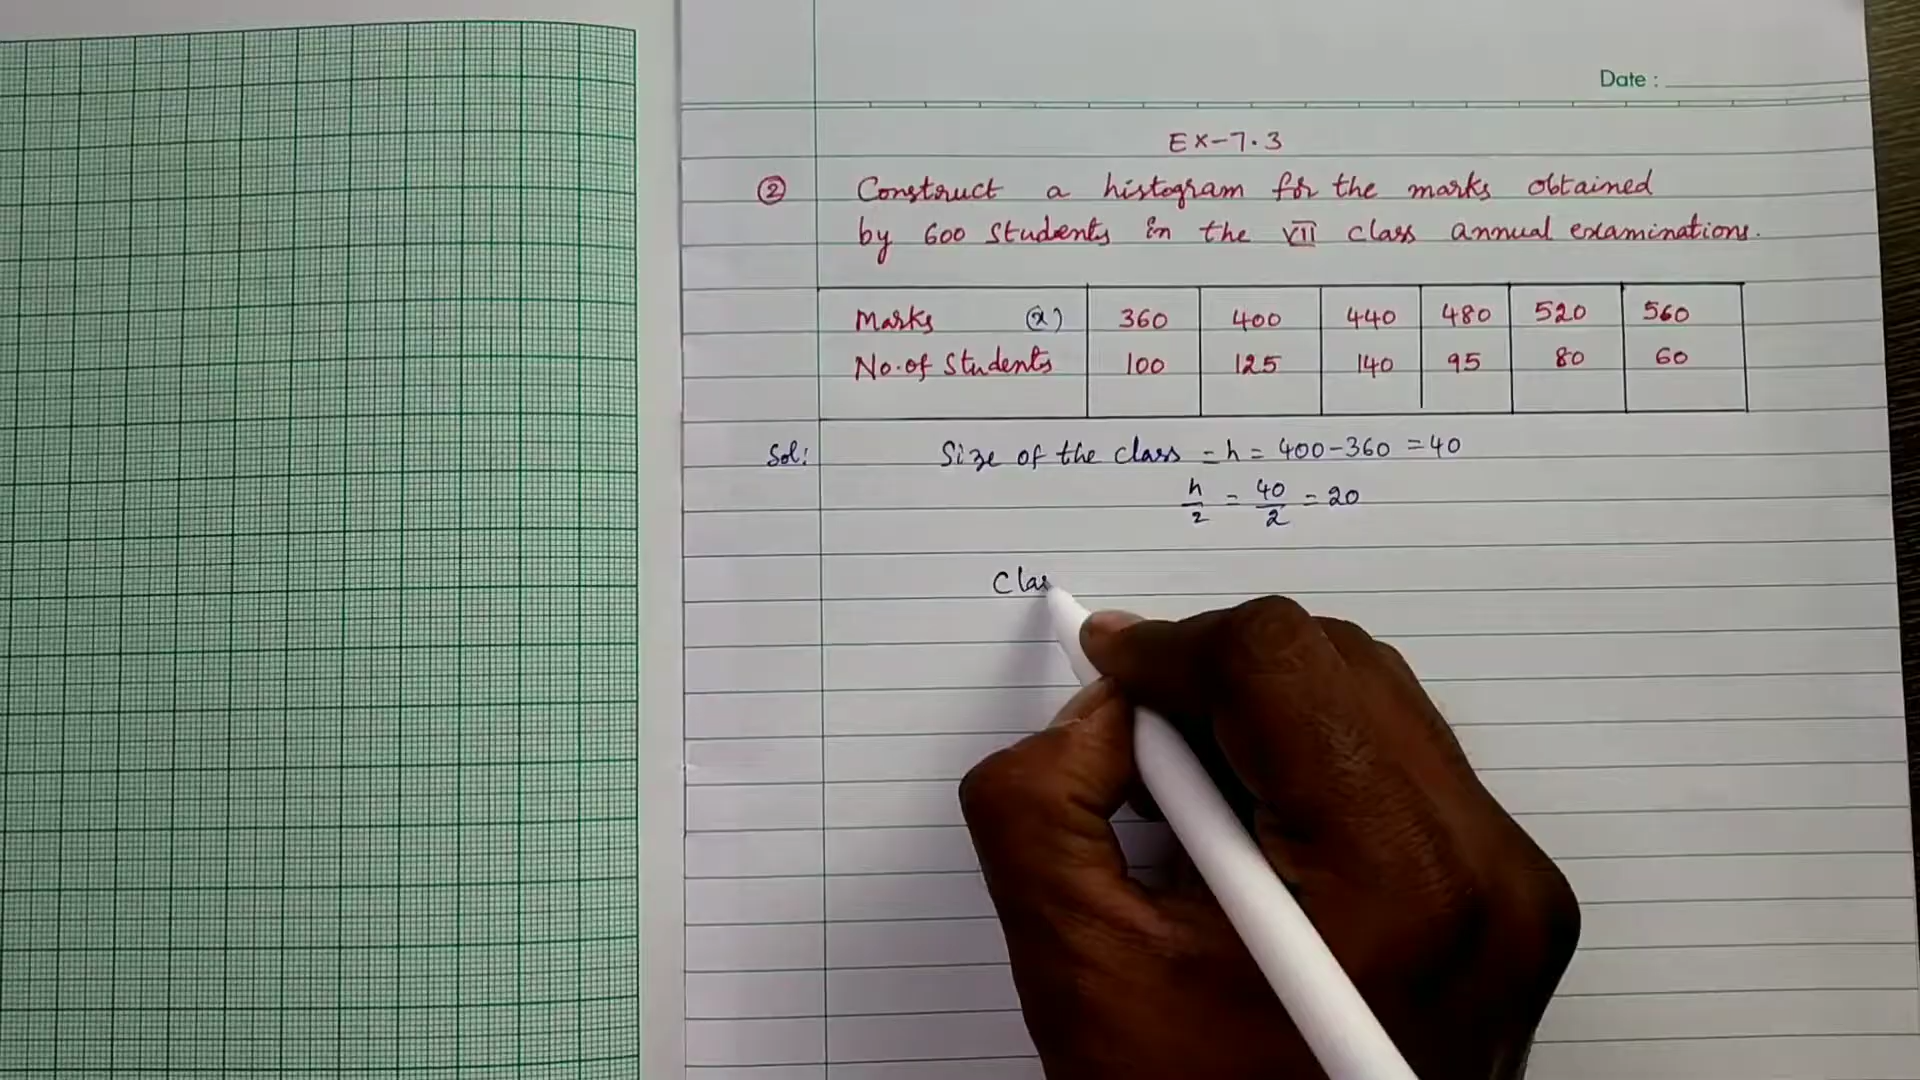 Date :
Ex-7.3
② Construct a histogram for the marks obtained
by 600 Students in the VII class annual examinations.
Marks (x) 360 400 440 480 520 560
No. of Students 100 125 140 95 80 60
Sol: Size of the class = h = 400-360 = 40
h/2 = 40/2 = 20
Clas